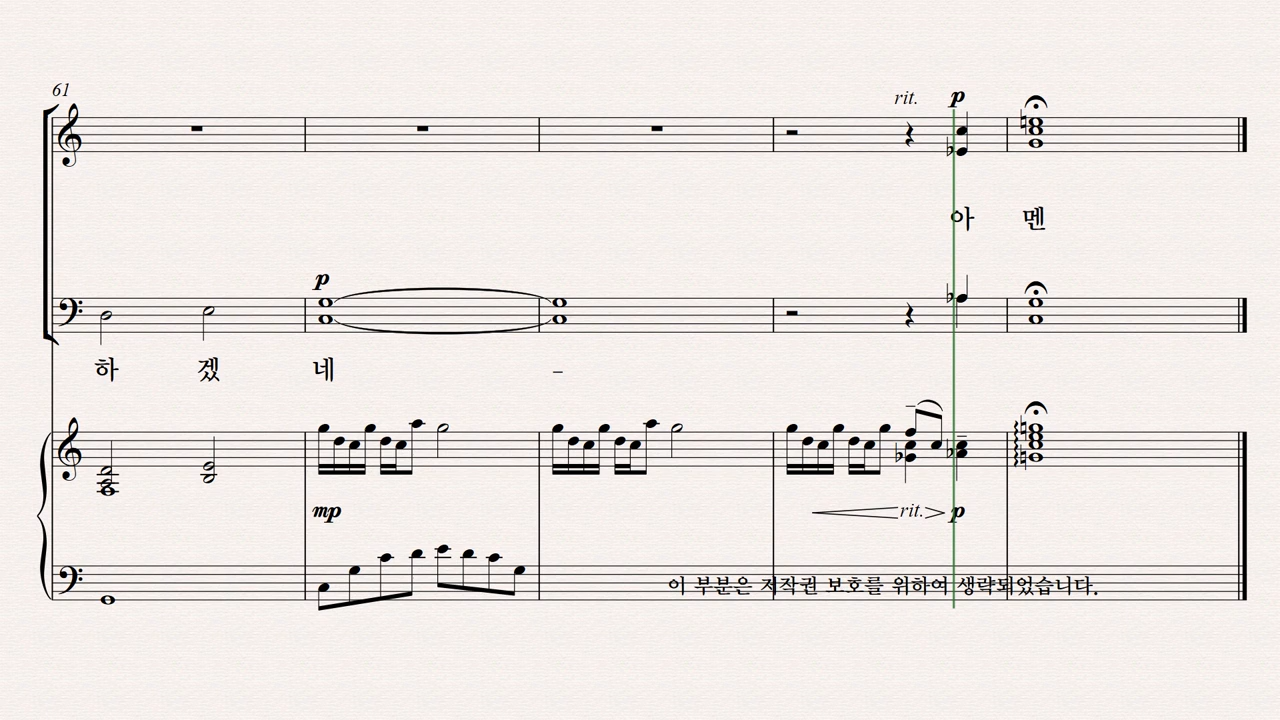 61
rit. p
아 멘
p
하 겠 네 –
mp rit. p
이 부분은 저작권 보호를 위하여 생략되었습니다.